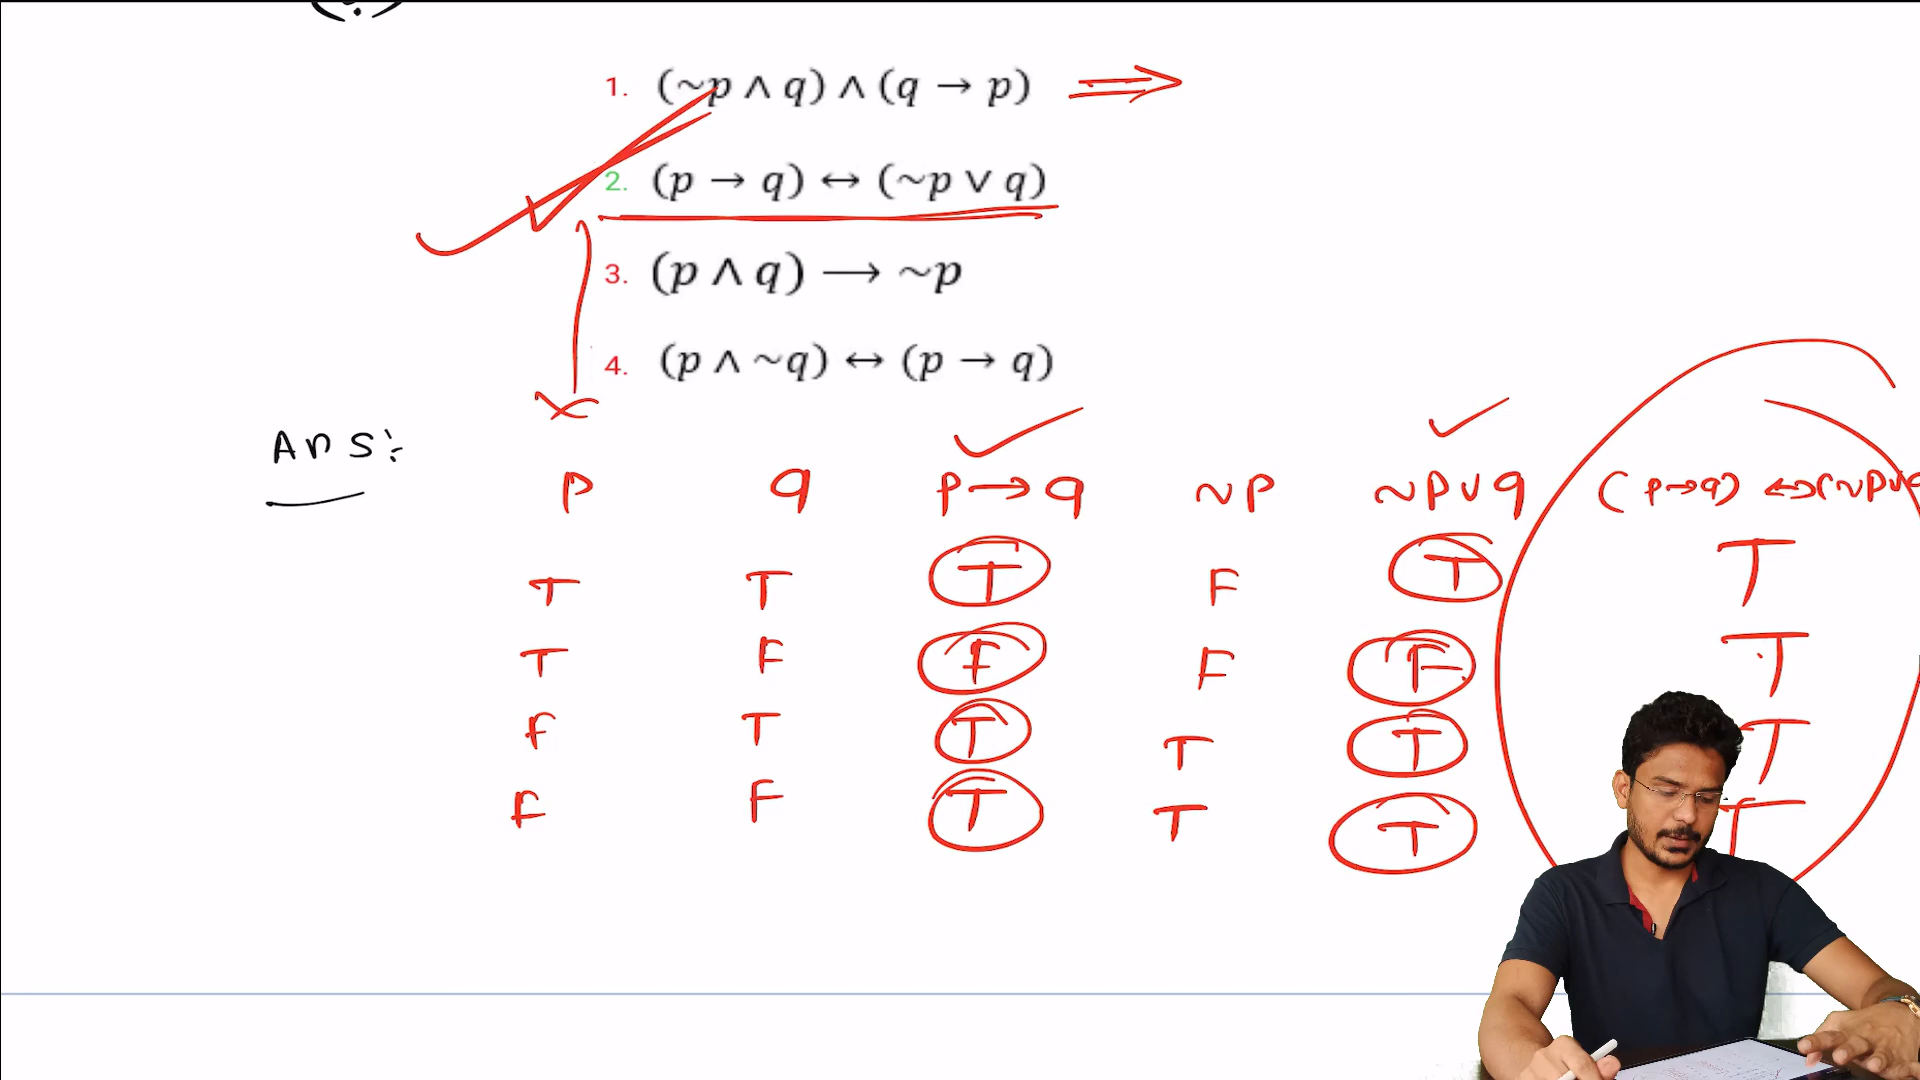 1. (~p ∧ q) ∧ (q → p) ⟹
2. (p → q) ↔ (~p ∨ q)
3. (p ∧ q) ⟶ ~p
4. (p ∧ ~q) ↔ (p → q)
Ans:
p q p→q ~p ~p∨q (p→q) ↔(~p∨
T T T F T T
T F F F F T
F T T T T T
F F T T T T